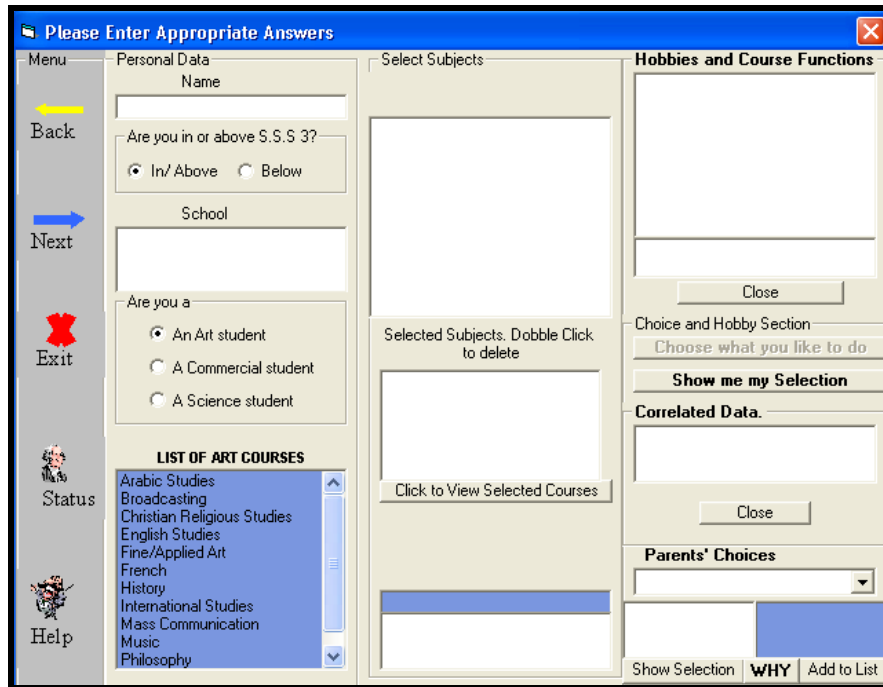 Please Enter Appropriate Answers
Menu
Back
Next
Exit
Status
Help
Personal Data
Name
Are you in or above S.S.S 3?
In/ Above
Below
School
Are you a
An Art student
A Commercial student
A Science student
LIST OF ART COURSES
Arabic Studies
Broadcasting
Christian Religious Studies
English Studies
Fine/Applied Art
French
History
International Studies
Mass Communication
Music
Philosophy
Select Subjects
Selected Subjects. Dobble Click
to delete
Click to View Selected Courses
Hobbies and Course Functions
Close
Choice and Hobby Section
Choose what you like to do
Show me my Selection
Correlated Data.
Close
Parents' Choices
Show Selection
WHY
Add to List